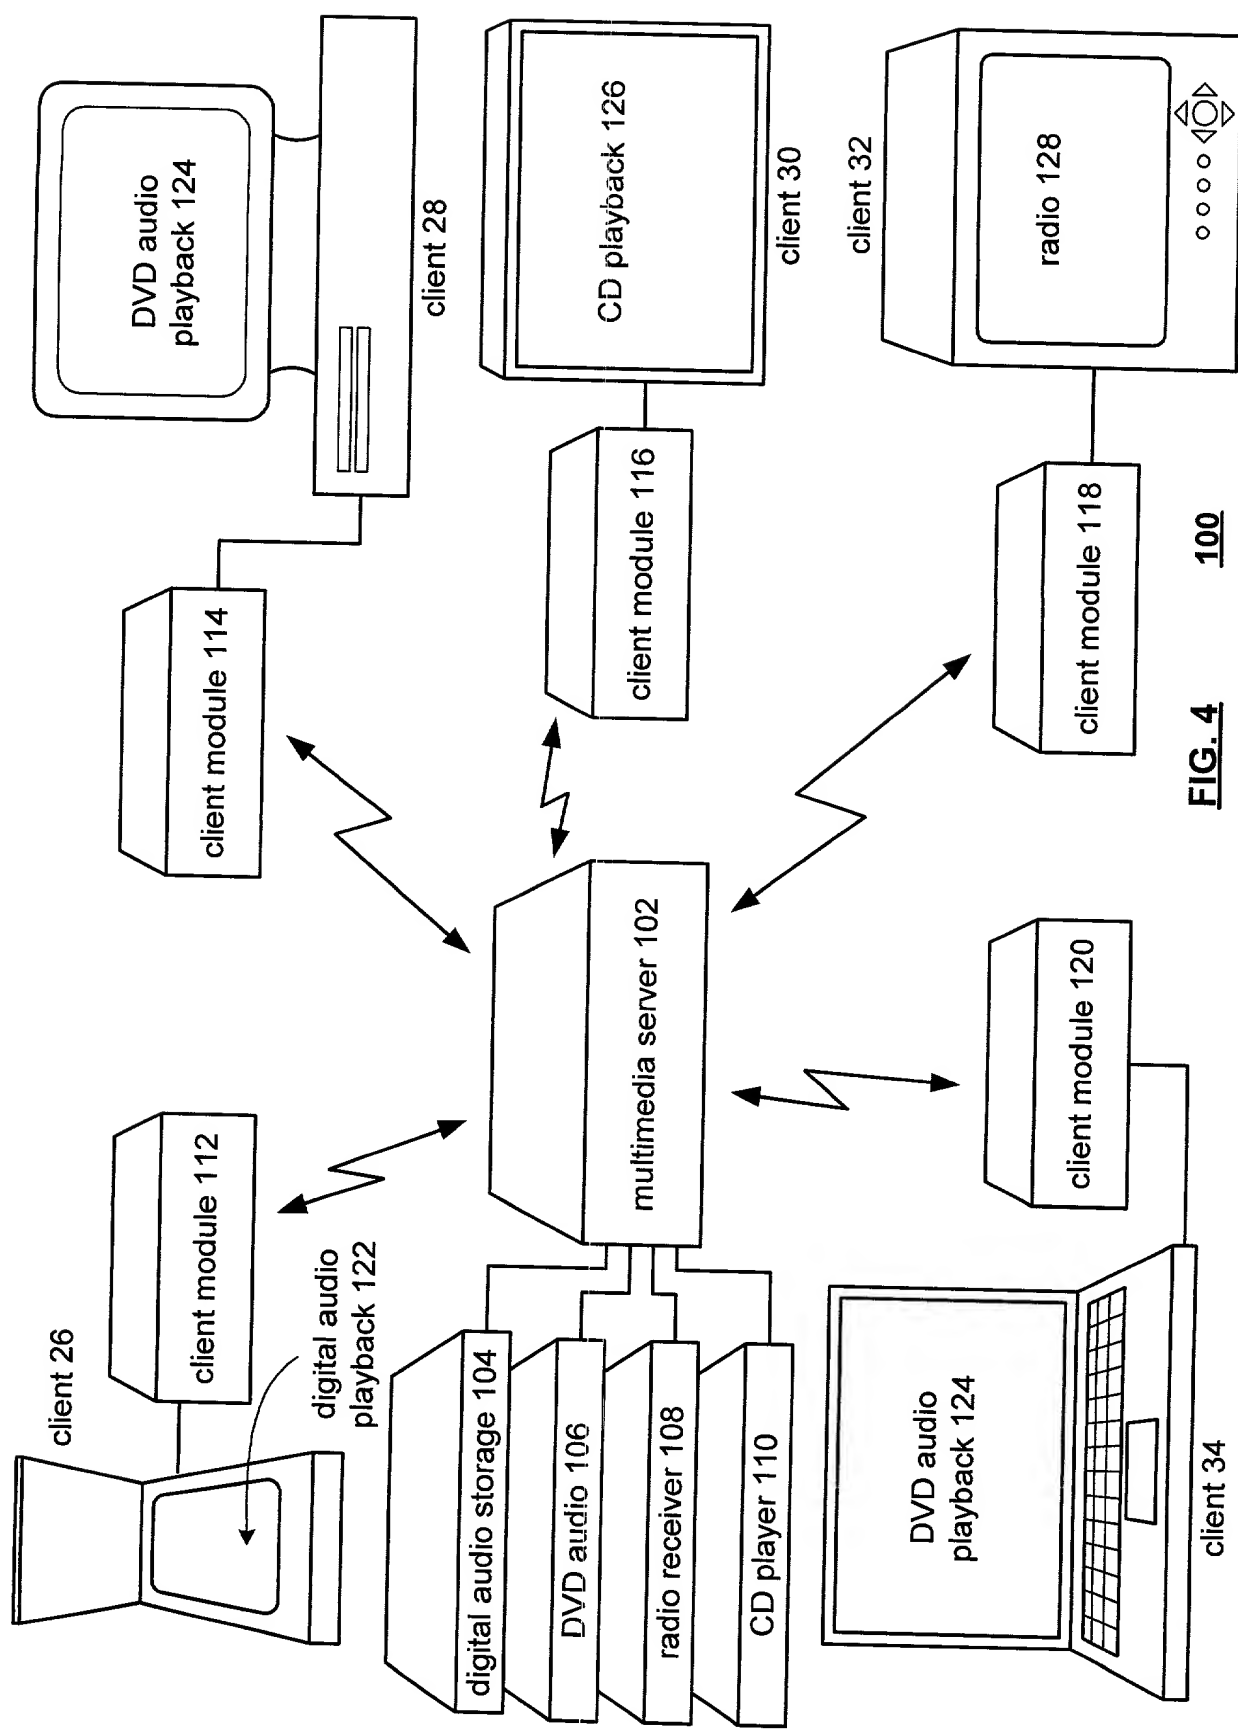 client 26
client module 112
digital audio
playback 122
client module 114
DVD audio
playback 124
client 28
digital audio storage 104
DVD audio 106
radio receiver 108
CD player 110
multimedia server 102
client module 116
CD playback 126
client 30
DVD audio
playback 124
client 34
client module 120
client module 118
client 32
radio 128
FIG. 4
100